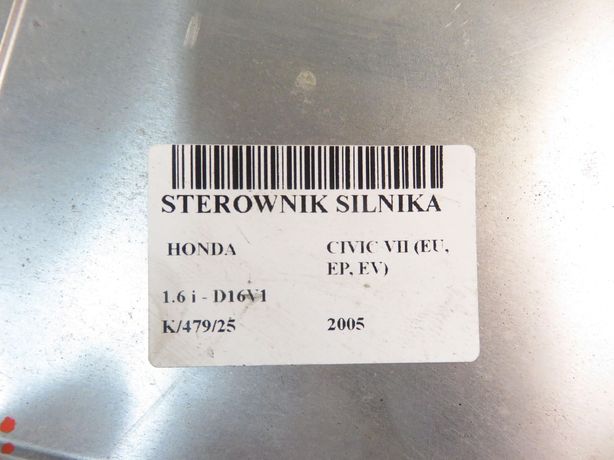 STEROWNIK SILNIKA
HONDA
CIVIC VII (EU,
EP, EV)
1.6 i - D16V1
K/479/25
2005